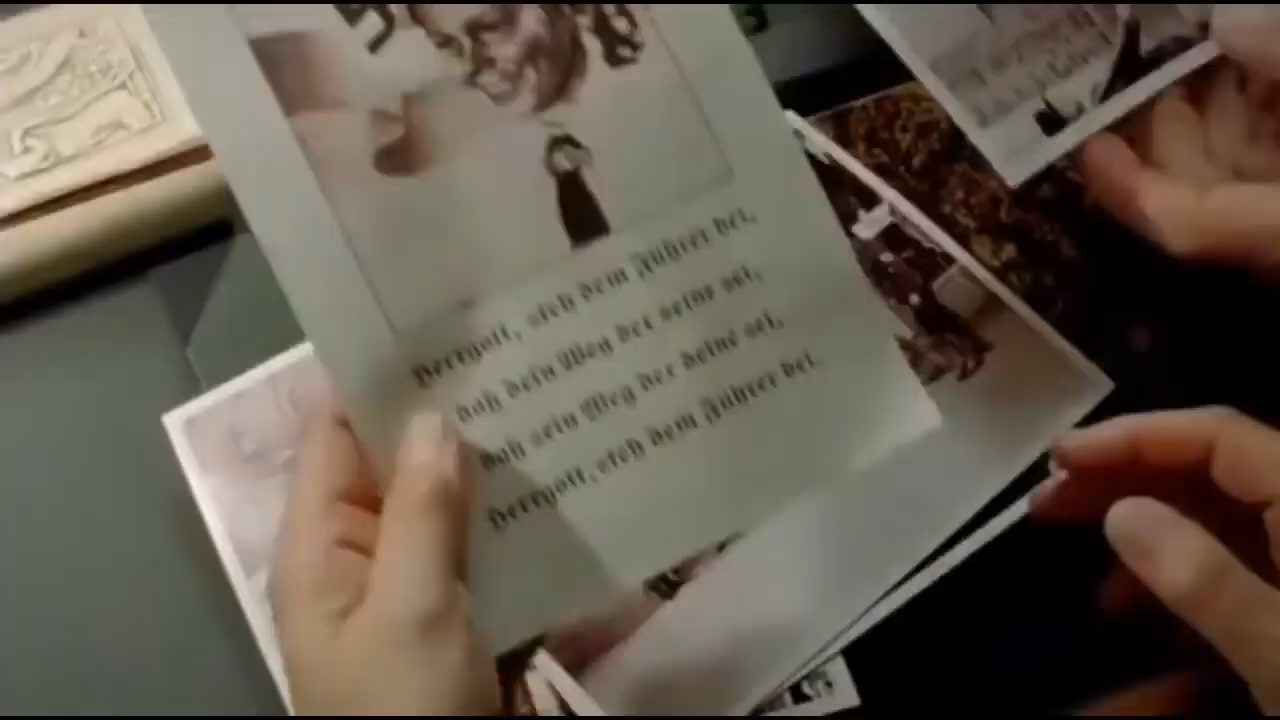 Herrgott, steh dem Führer bei,
daß dein Weg der seine sei,
daß sein Weg der deine sei,
Herrgott, steh dem Führer bei.